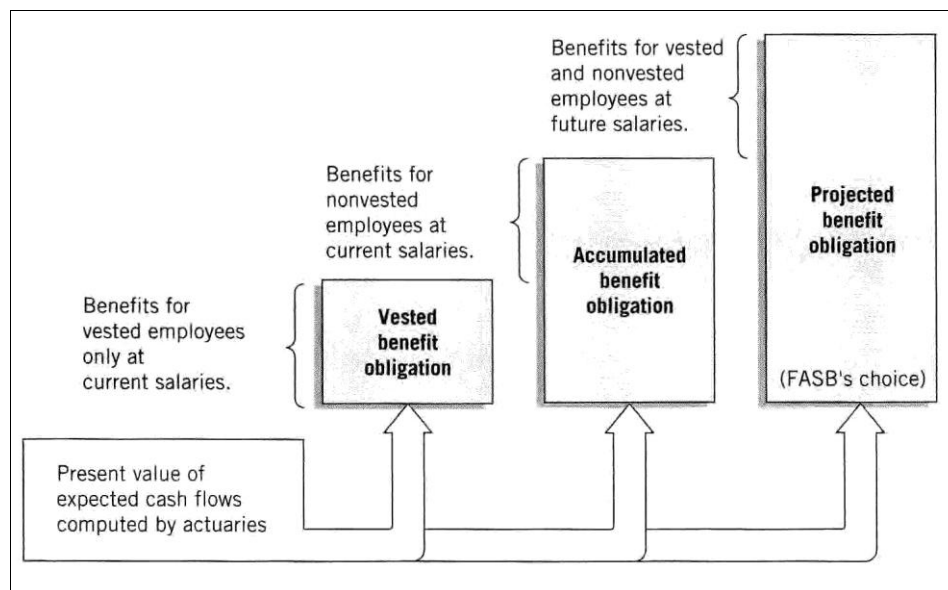 Benefits for vested
and nonvested
employees at
future salaries.
Benefits for
nonvested
employees at
current salaries.
Projected
benefit
obligation
Accumulated
benefit
obligation
Benefits for
vested employees
only at
current salaries.
Vested
benefit
obligation
(FASB's choice)
Present value of
expected cash flows
computed by actuaries